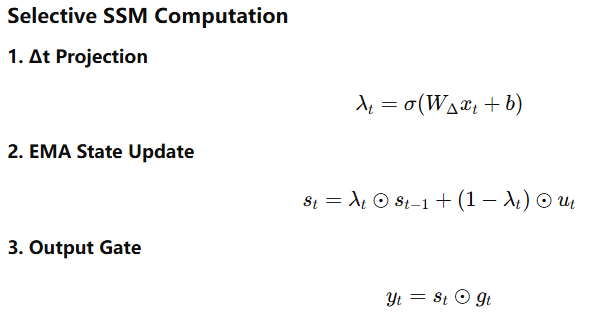 Selective SSM Computation
1. Δt Projection
λ_t = σ(W_Δ x_t + b)
2. EMA State Update
s_t = λ_t ⊙ s_{t−1} + (1 − λ_t) ⊙ u_t
3. Output Gate
y_t = s_t ⊙ g_t